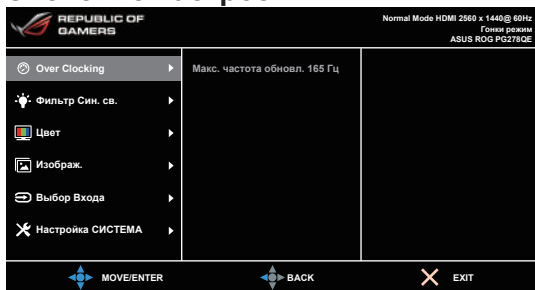 REPUBLIC OF
GAMERS
Normal Mode HDMI 2560 x 1440@ 60Hz
Гонки режим
ASUS ROG PG278QE
Over Clocking
Макс. частота обновл. 165 Гц
Фильтр Син. св.
Цвет
Изображ.
Выбор Входа
Настройка СИСТЕМА
MOVE/ENTER
BACK
EXIT